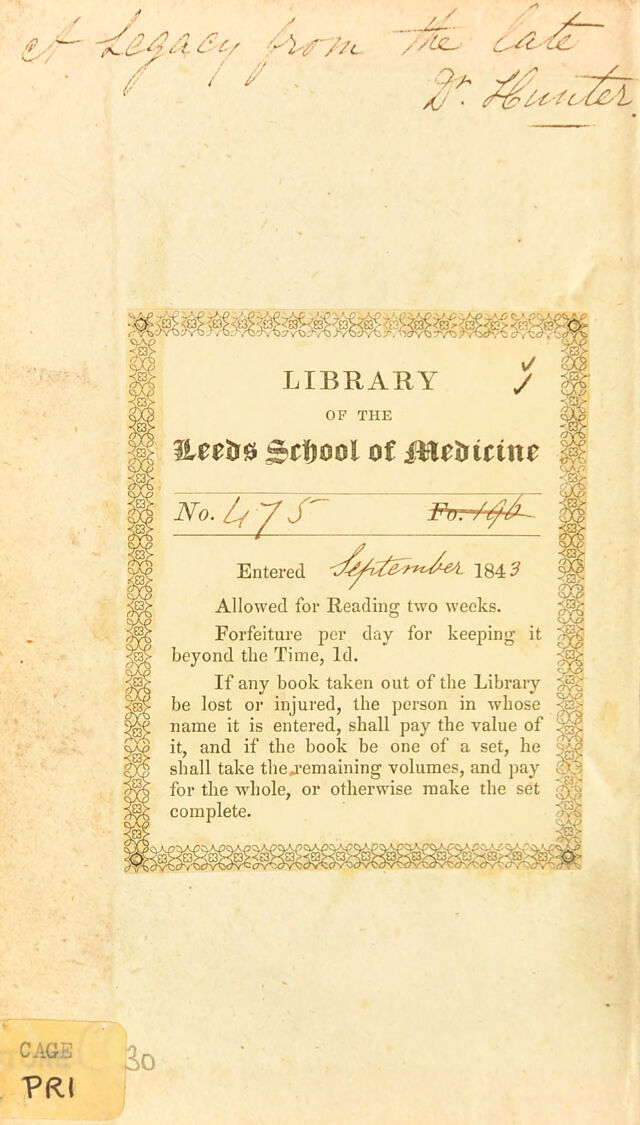 A Legacy from the late
Dr. Hunter.
LIBRARY
OF THE
Leeds School of Medicine
No. 475 Fo. 196
Entered September 1843
Allowed for Reading two weeks.
Forfeiture per day for keeping it
beyond the Time, 1d.
If any book taken out of the Library
be lost or injured, the person in whose
name it is entered, shall pay the value of
it, and if the book be one of a set, he
shall take the remaining volumes, and pay
for the whole, or otherwise make the set
complete.
CAGE
PRI
30